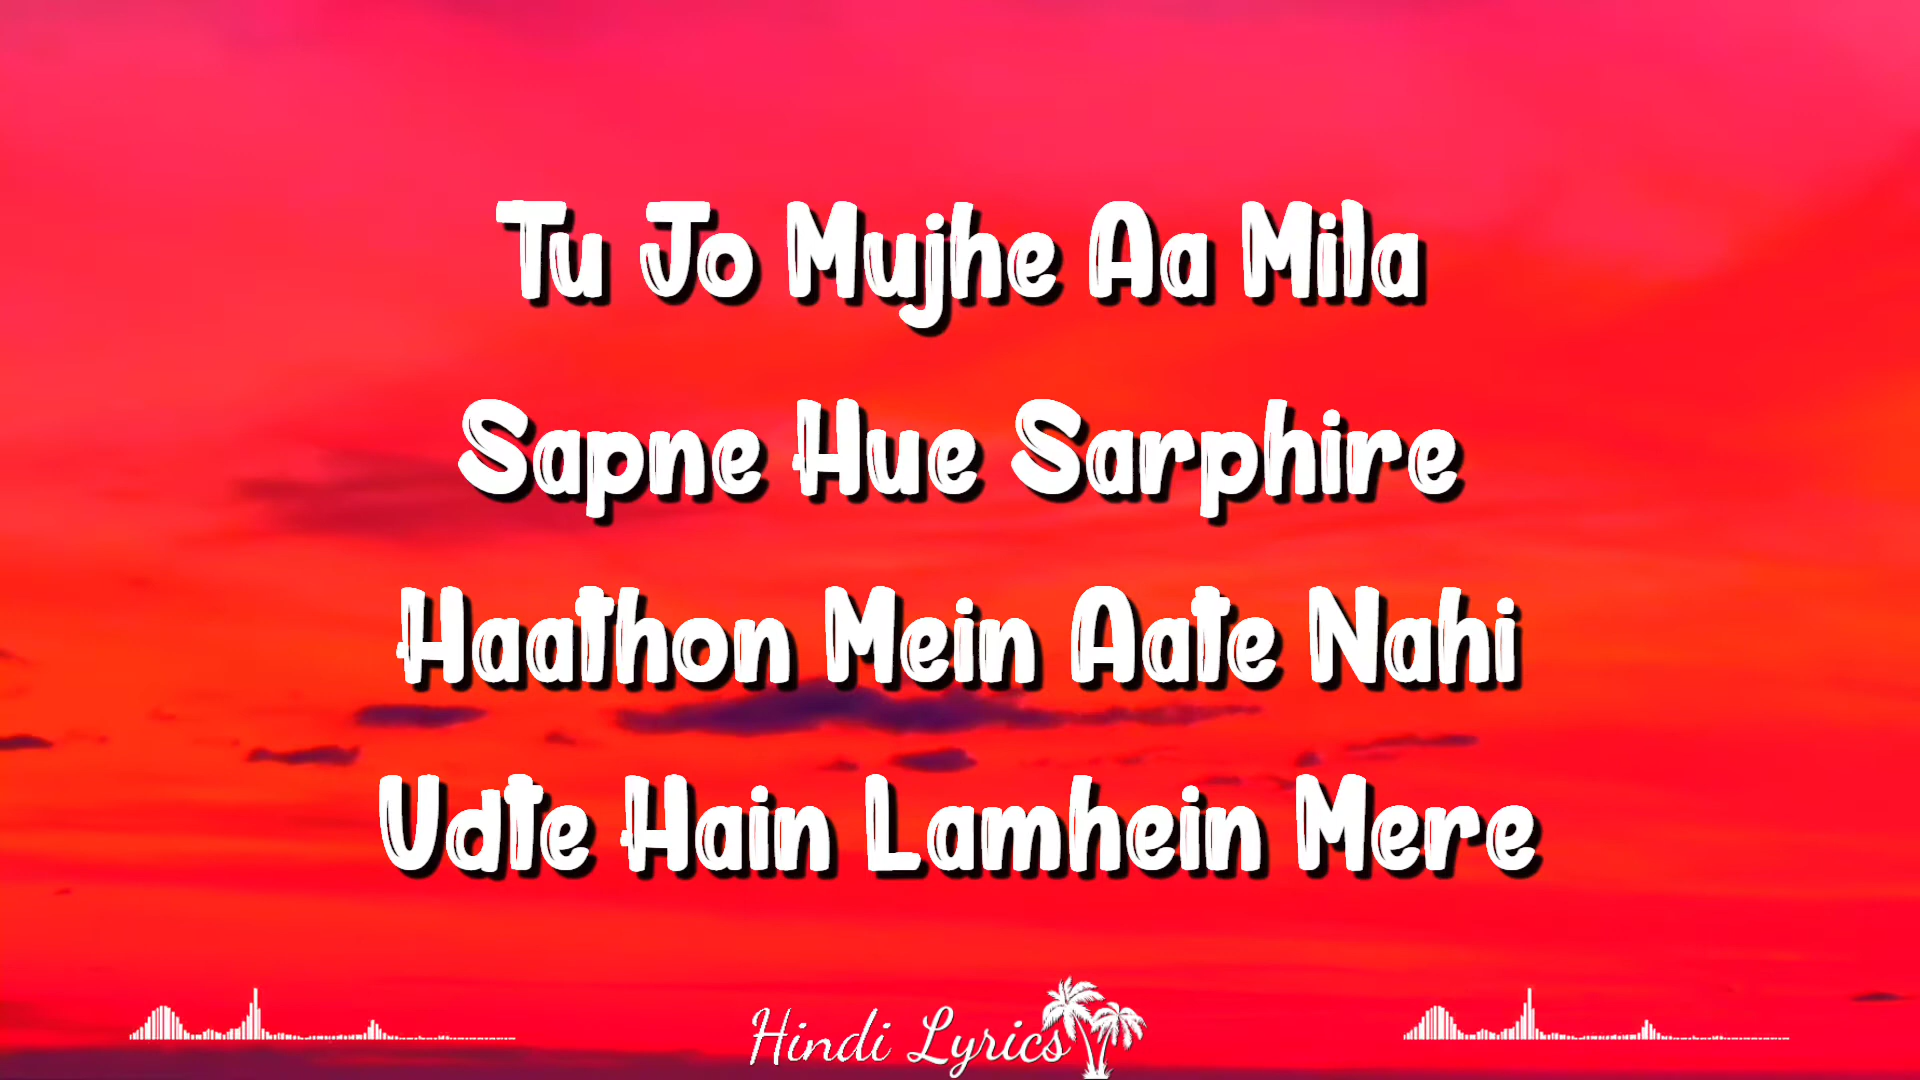 Tu Jo Mujhe Aa Mila
Sapne Hue Sarphire
Haathon Mein Aate Nahi
Udte Hain Lamhein Mere
Hindi Lyrics